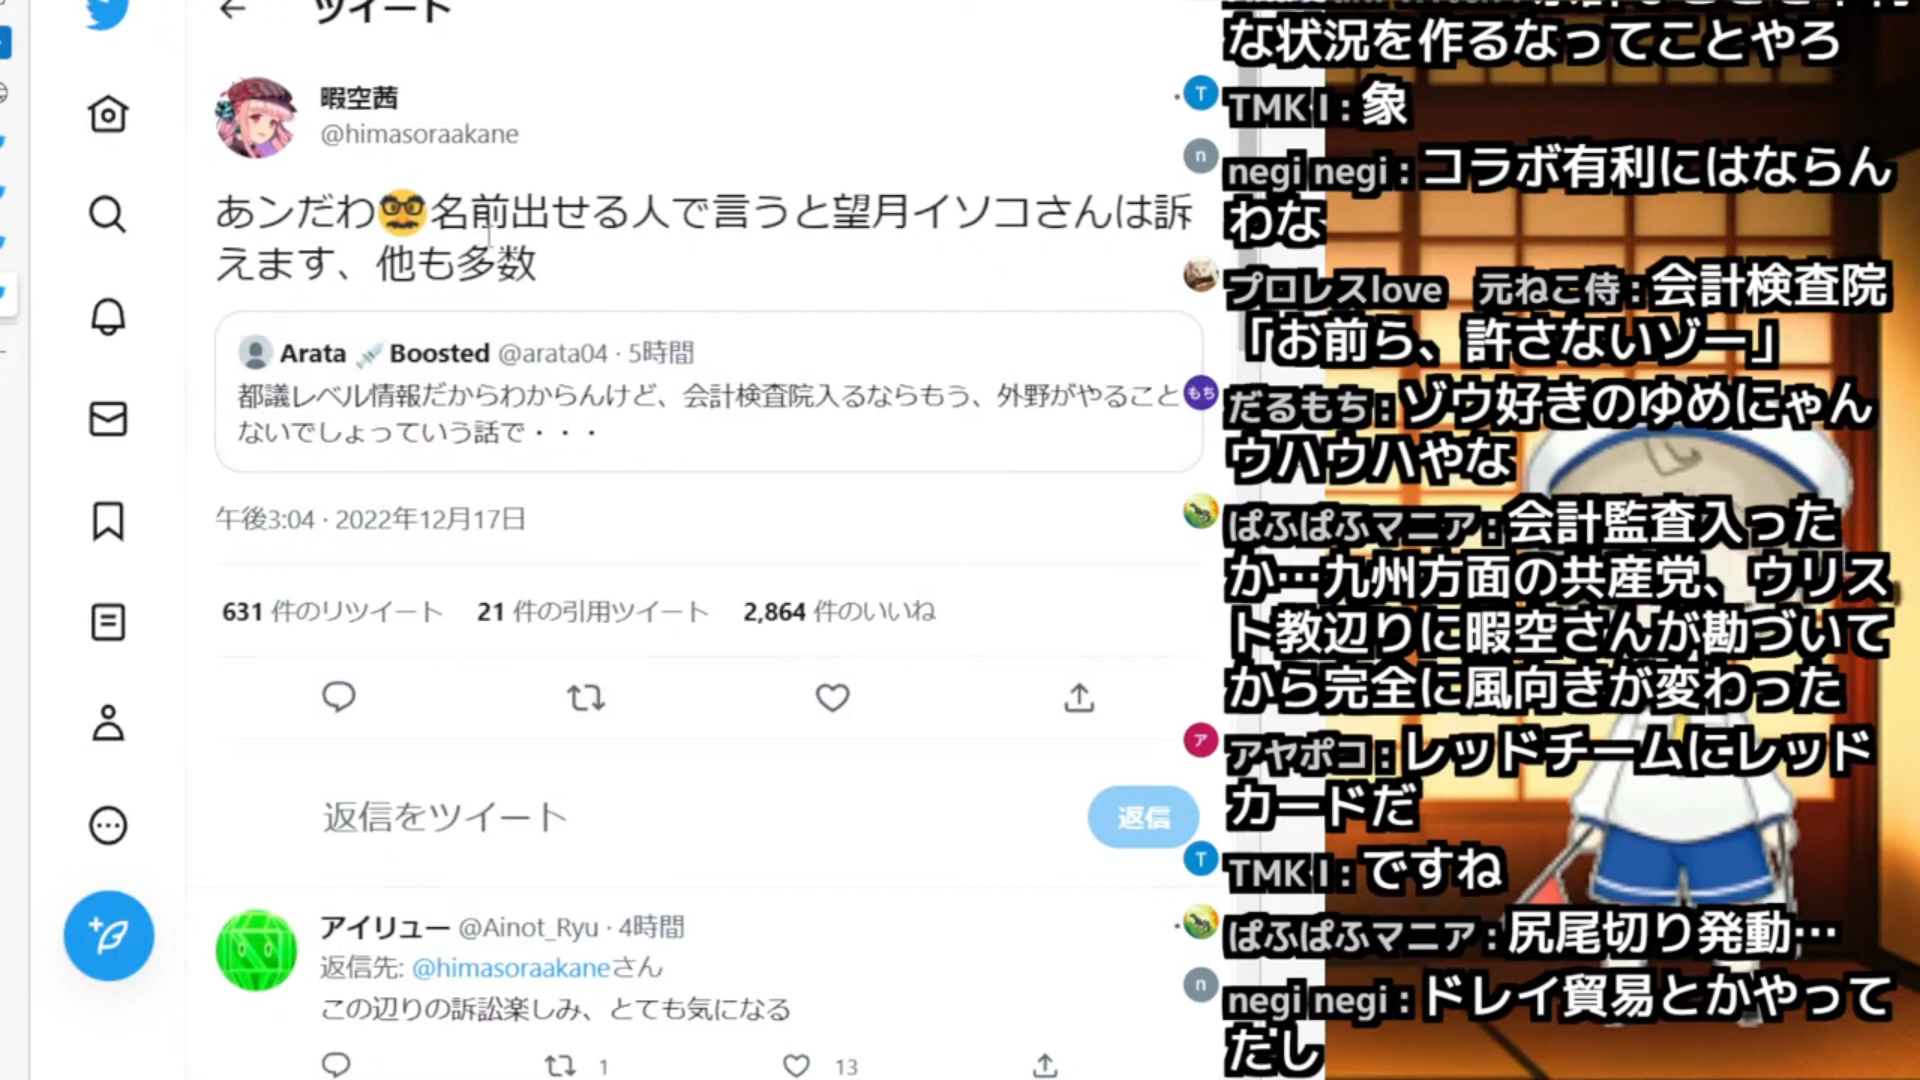 ツイート
暇空茜
@himasoraakane
あンだわ🥸名前出せる人で言うと望月イソコさんは訴
えます、他も多数
Arata 💉 Boosted @arata04 · 5時間
都議レベル情報だからわからんけど、会計検査院入るならもう、外野がやること
ないでしょっていう話で・・・
午後3:04 · 2022年12月17日
631 件のリツイート 21 件の引用ツイート 2,864 件のいいね
返信をツイート
返信
アイリュー @Ainot_Ryu · 4時間
返信先: @himasoraakaneさん
この辺りの訴訟楽しみ、とても気になる
1 13
な状況を作るなってことやろ
T TMK I : 象
n negi negi : コラボ有利にはならん
わな
プロレスlove 元ねこ侍 : 会計検査院
「お前ら、許さないゾー」
もち だるもち : ゾウ好きのゆめにゃん
ウハウハやな
ぱふぱふマニア : 会計監査入った
か…九州方面の共産党、ウリス
ト教辺りに暇空さんが勘づいて
から完全に風向きが変わった
ア アヤポコ : レッドチームにレッド
カードだ
T TMK I : ですね
ぱふぱふマニア : 尻尾切り発動…
n negi negi : ドレイ貿易とかやって
たし